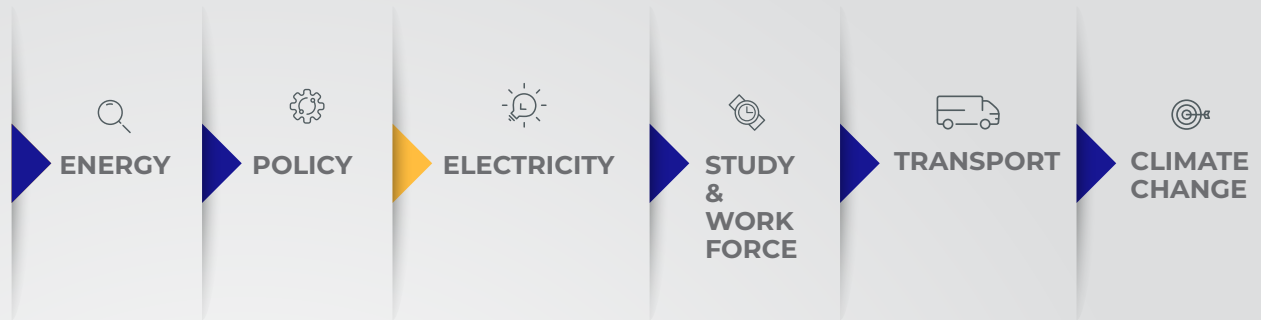 ENERGY
POLICY
ELECTRICITY
STUDY
&
WORK
FORCE
TRANSPORT
CLIMATE
CHANGE